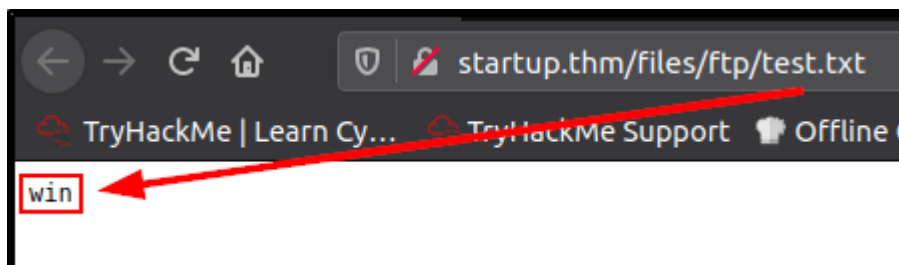 startup.thm/files/ftp/test.txt
TryHackMe | Learn Cy… TryHackMe Support Offline
win